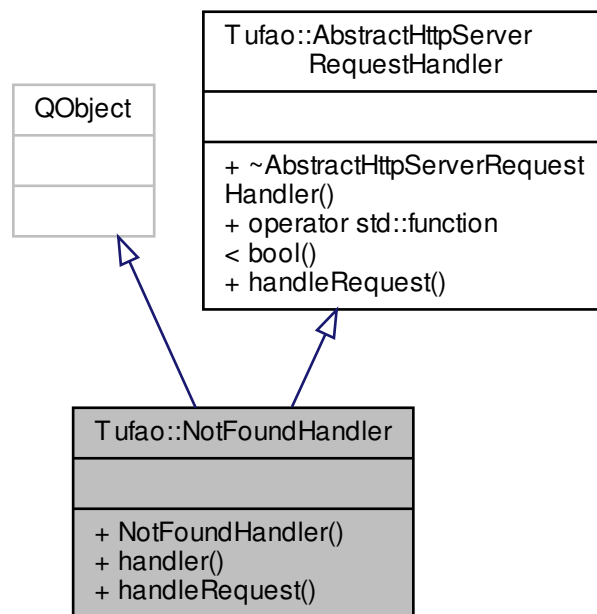 QObject
Tufao::AbstractHttpServer
RequestHandler
+ ~AbstractHttpServerRequest
Handler()
+ operator std::function
< bool()
+ handleRequest()
Tufao::NotFoundHandler
+ NotFoundHandler()
+ handler()
+ handleRequest()